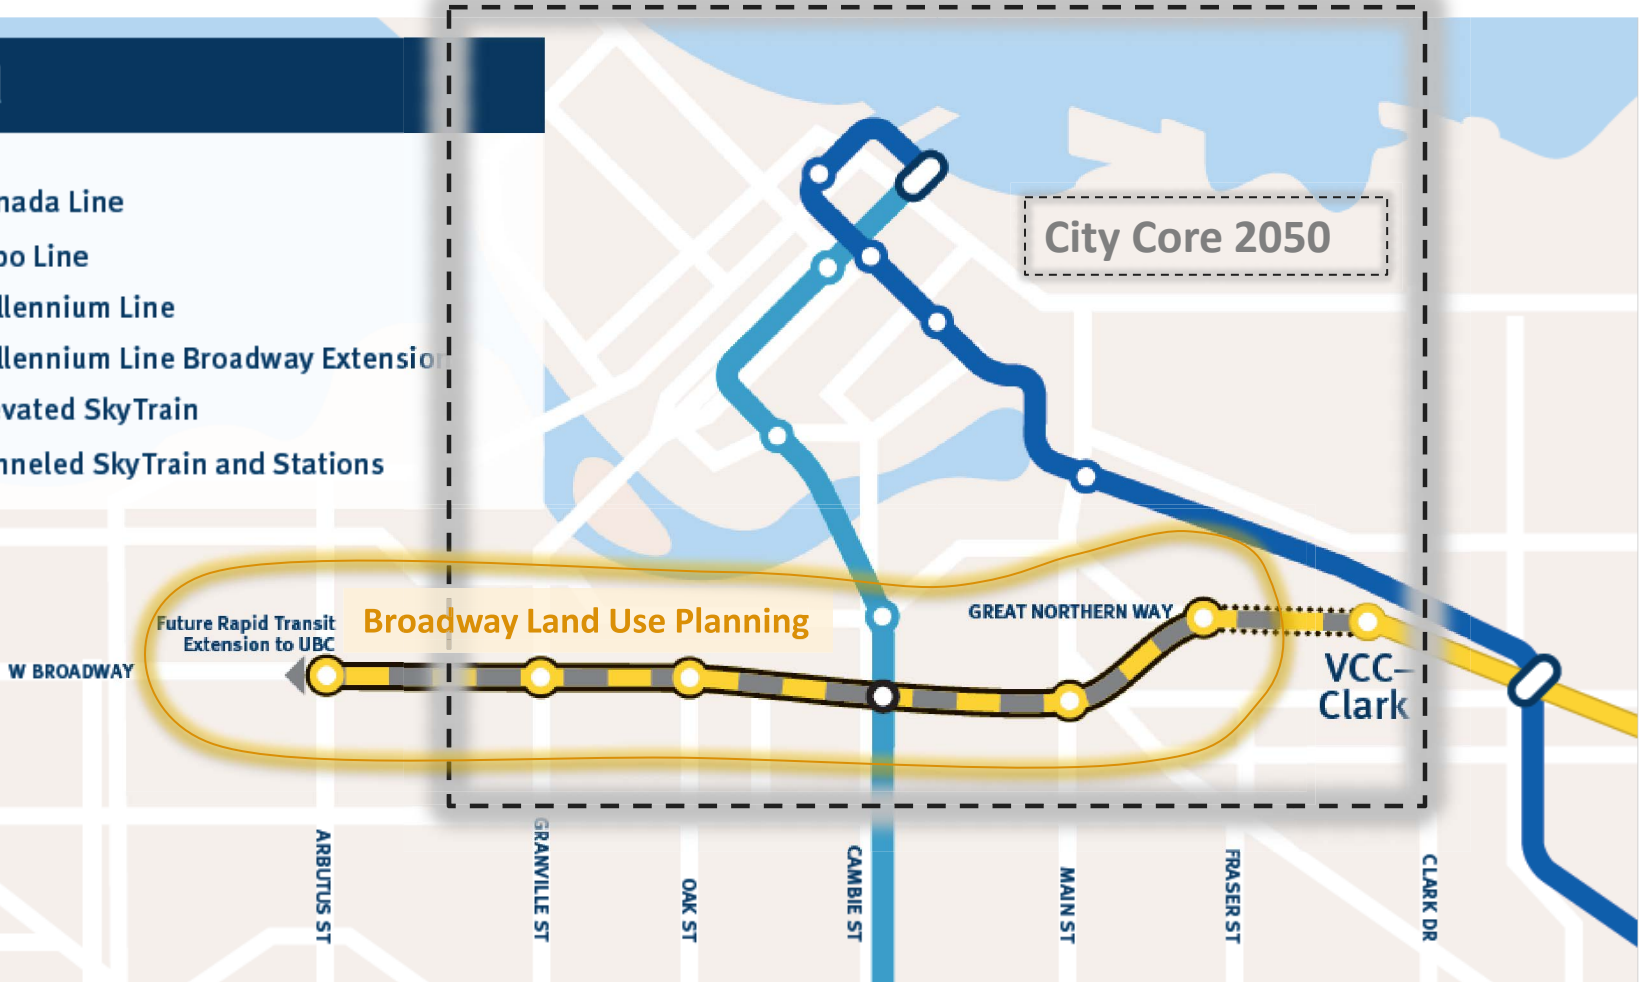 nada Line
oo Line
llennium Line
llennium Line Broadway Extension
vated SkyTrain
nneled SkyTrain and Stations
City Core 2050
Future Rapid Transit
Extension to UBC
Broadway Land Use Planning
GREAT NORTHERN WAY
W BROADWAY
VCC–
Clark
ARBUTUS ST
GRANVILLE ST
OAK ST
CAMBIE ST
MAIN ST
FRASER ST
CLARK DR